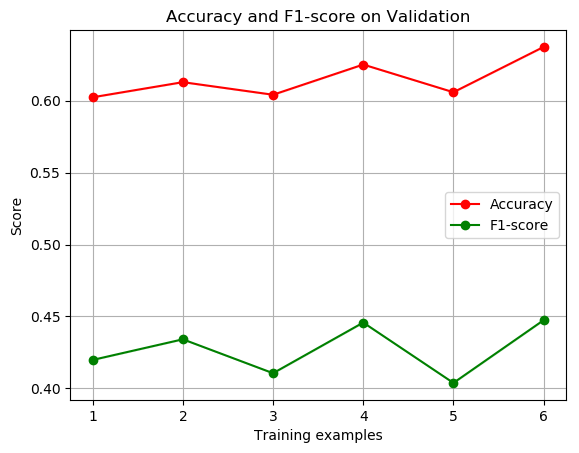 Accuracy and F1-score on Validation
Score
0.60
0.55
0.50
0.45
0.40
Accuracy
F1-score
1 2 3 4 5 6
Training examples